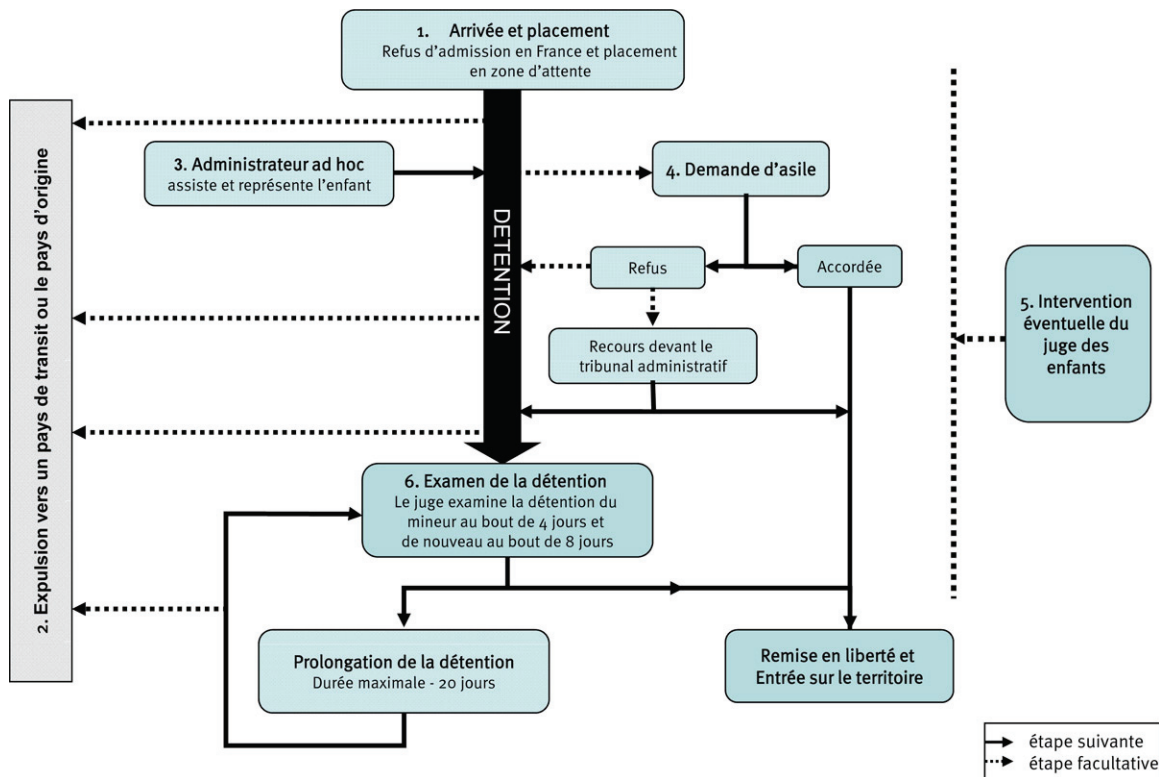 1. Arrivée et placement
Refus d'admission en France et placement
en zone d'attente
2. Expulsion vers un pays de transit ou le pays d'origine
3. Administrateur ad hoc
assiste et représente l'enfant
4. Demande d'asile
DETENTION
Refus
Accordée
5. Intervention
éventuelle du
juge des
enfants
Recours devant le
tribunal administratif
6. Examen de la détention
Le juge examine la détention du
mineur au bout de 4 jours et
de nouveau au bout de 8 jours
Prolongation de la détention
Durée maximale - 20 jours
Remise en liberté et
Entrée sur le territoire
étape suivante
étape facultative